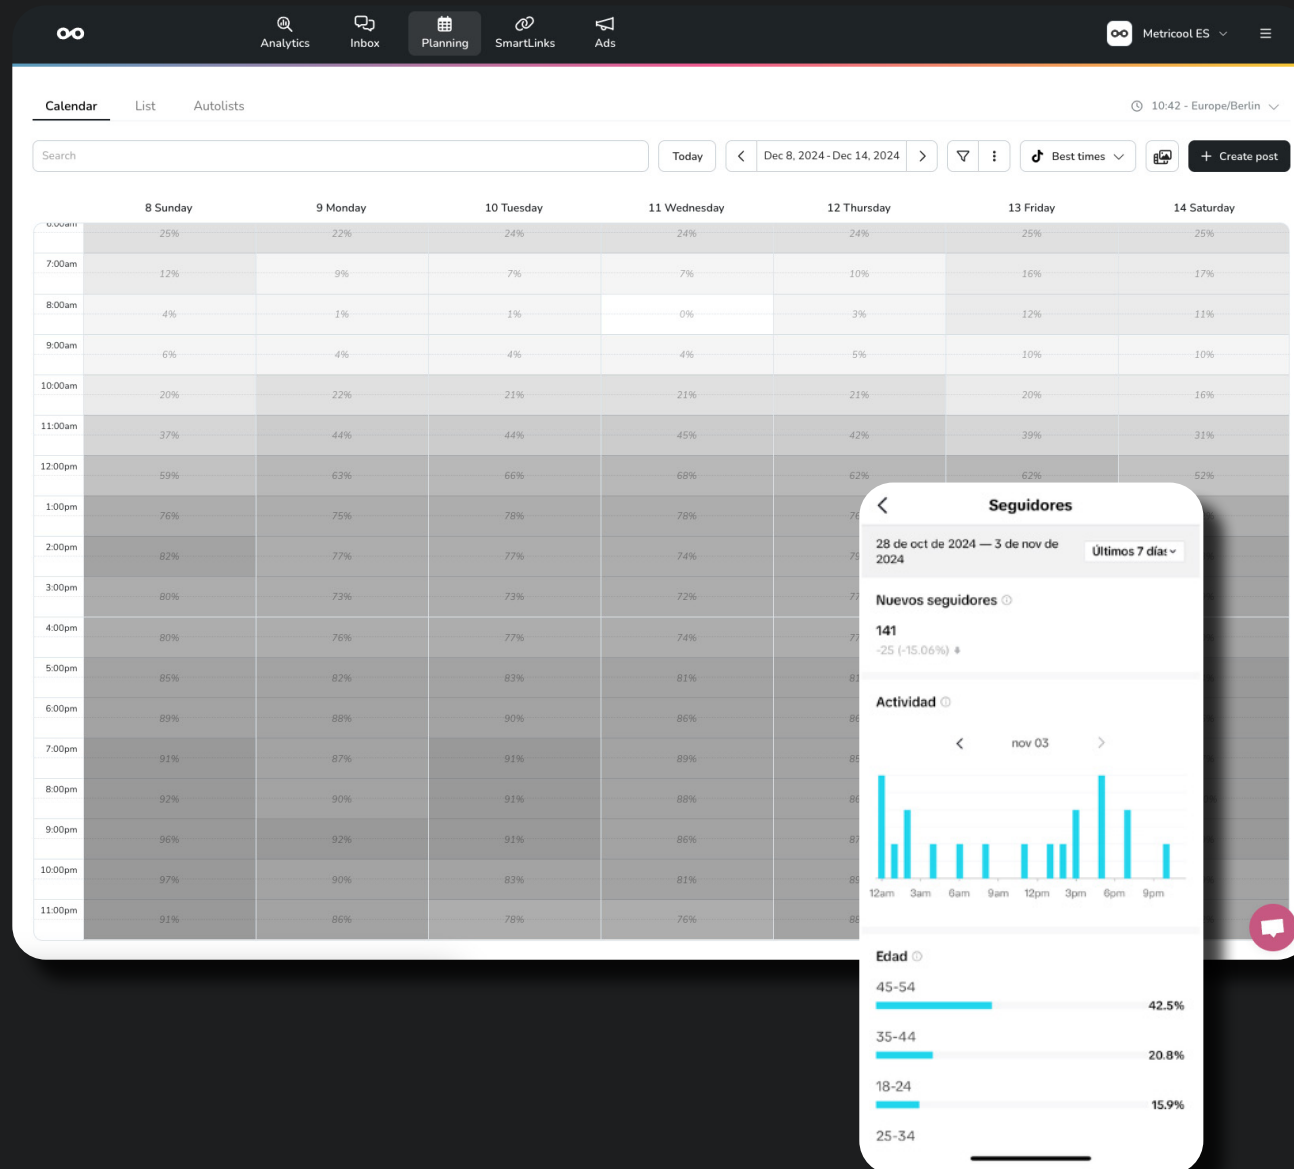 Analytics Inbox Planning SmartLinks Ads Metricool ES
Calendar List Autolists 10:42 - Europe/Berlin
Search Today Dec 8, 2024 - Dec 14, 2024 Best times + Create post
8 Sunday 9 Monday 10 Tuesday 11 Wednesday 12 Thursday 13 Friday 14 Saturday
6:00am 25% 22% 24% 24% 24% 25% 25%
7:00am 12% 9% 7% 7% 10% 16% 17%
8:00am 4% 1% 1% 0% 3% 12% 11%
9:00am 6% 4% 4% 4% 5% 10% 10%
10:00am 20% 22% 21% 21% 21% 20% 16%
11:00am 37% 44% 44% 45% 42% 39% 31%
12:00pm 59% 63% 66% 68% 62% 62% 52%
1:00pm 76% 75% 78% 78%
2:00pm 82% 77% 77% 74%
3:00pm 80% 73% 73% 72%
4:00pm 80% 76% 77% 74%
5:00pm 85% 82% 83% 81%
6:00pm 89% 88% 90% 86%
7:00pm 91% 87% 91% 89%
8:00pm 92% 90% 91% 88%
9:00pm 96% 92% 91% 86%
10:00pm 97% 90% 83% 81%
11:00pm 91% 86% 78% 76%
Seguidores
28 de oct de 2024 — 3 de nov de
2024
Últimos 7 días
Nuevos seguidores
141
-25 (-15.06%)
Actividad
nov 03
12am 3am 6am 9am 12pm 3pm 6pm 9pm
Edad
45-54
42.5%
35-44
20.8%
18-24
15.9%
25-34